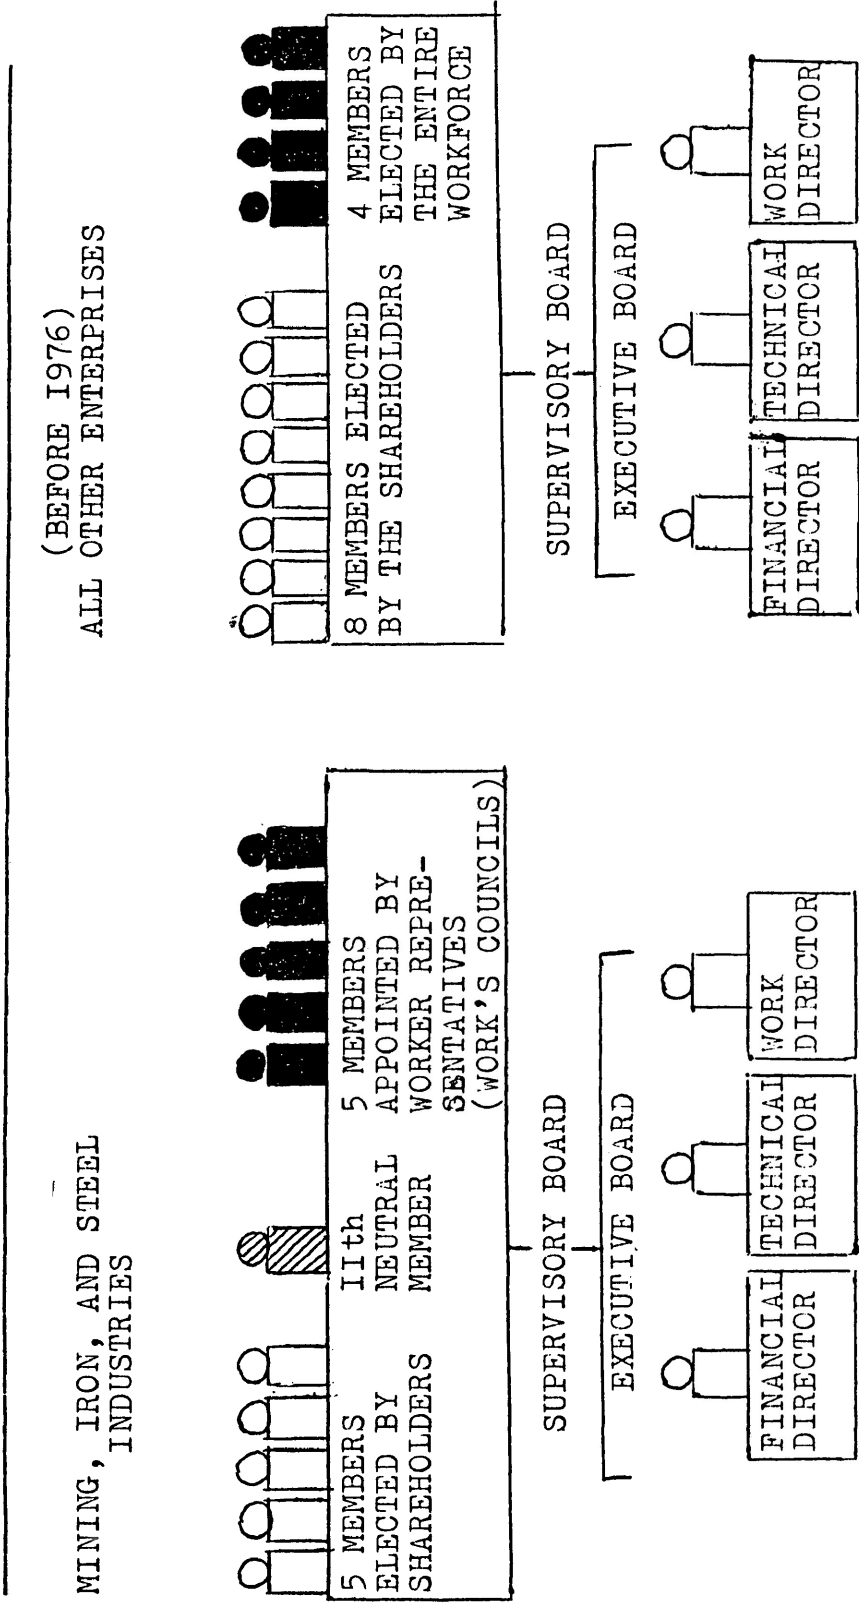 MINING, IRON, AND STEEL
INDUSTRIES
5 MEMBERS
ELECTED BY
SHAREHOLDERS
IIth
NEUTRAL
MEMBER
5 MEMBERS
APPOINTED BY
WORKER REPRE-
SENTATIVES
(WORK'S COUNCILS)
SUPERVISORY BOARD
EXECUTIVE BOARD
FINANCIAL
DIRECTOR
TECHNICAL
DIRECTOR
WORK
DIRECTOR
(BEFORE I976)
ALL OTHER ENTERPRISES
8 MEMBERS ELECTED
BY THE SHAREHOLDERS
4 MEMBERS
ELECTED BY
THE ENTIRE
WORKFORCE
SUPERVISORY BOARD
EXECUTIVE BOARD
FINANCIAL
DIRECTOR
TECHNICAL
DIRECTOR
WORK
DIRECTOR